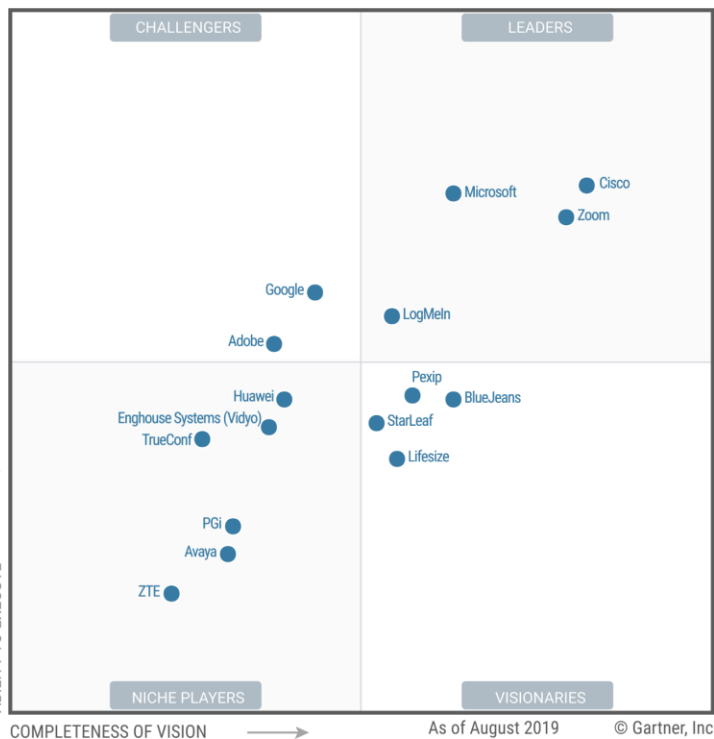 CHALLENGERS
LEADERS
Cisco
Microsoft
Zoom
Google
LogMeIn
Adobe
Pexip
Huawei
BlueJeans
Enghouse Systems (Vidyo)
StarLeaf
TrueConf
Lifesize
PGi
Avaya
ZTE
NICHE PLAYERS
VISIONARIES
COMPLETENESS OF VISION
As of August 2019
© Gartner, Inc